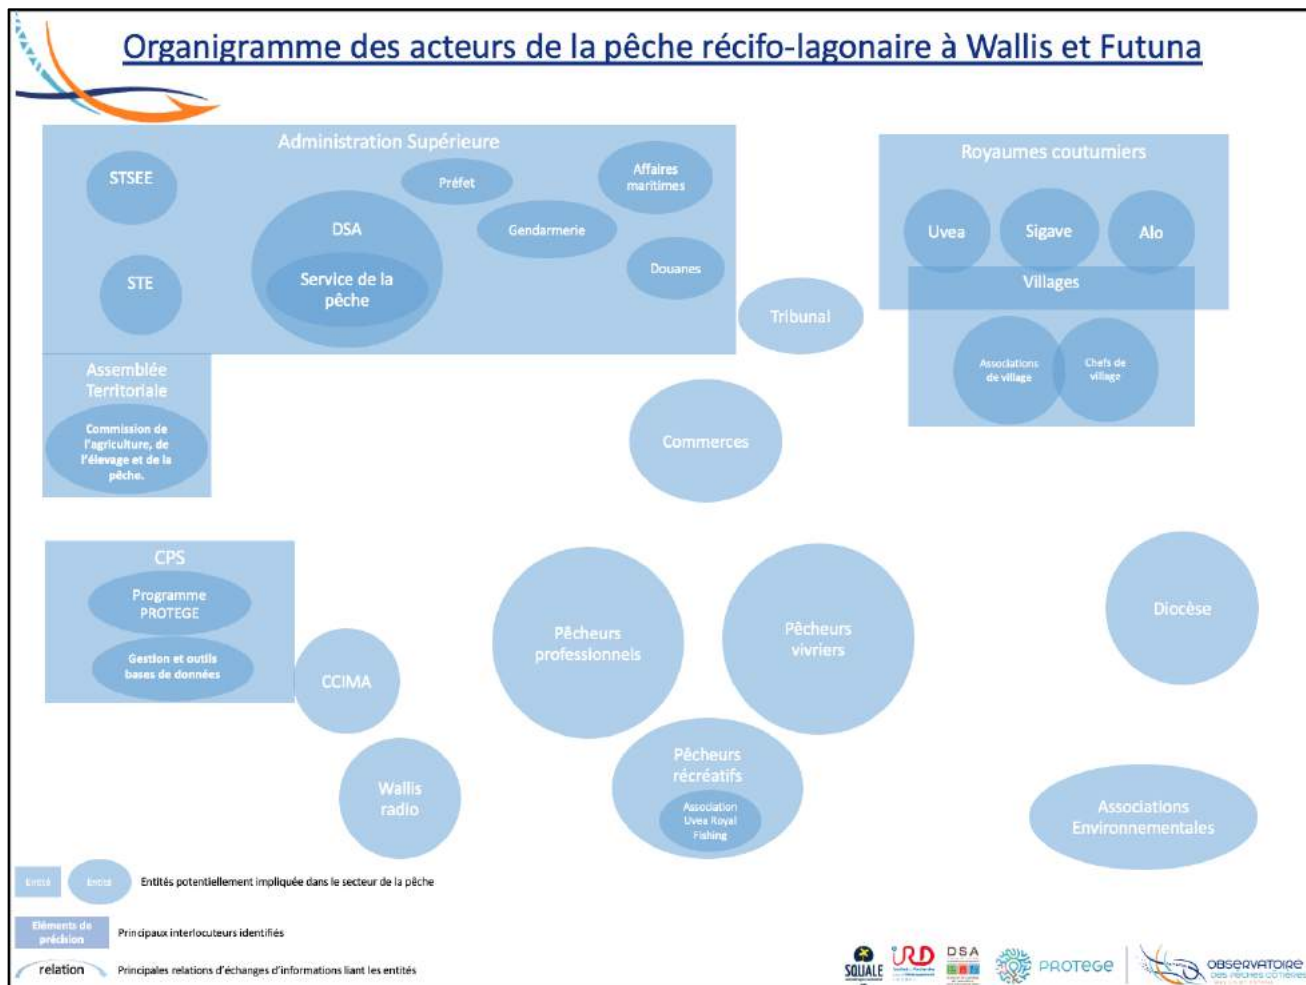 Organigramme des acteurs de la pêche récifo-lagonaire à Wallis et Futuna
Administration Supérieure
STSEE
Préfet
Affaires
maritimes
DSA
Gendarmerie
STE
Service de la
pêche
Douanes
Royaumes coutumiers
Uvea
Sigave
Alo
Villages
Associations
de village
Chefs de
village
Tribunal
Assemblée
Territoriale
Commission de
l'agriculture, de
l'élevage et de la
pêche.
Commerces
CPS
Programme
PROTEGE
Gestion et outils
bases de données
CCIMA
Wallis
radio
Pêcheurs
professionnels
Pêcheurs
vivriers
Pêcheurs
récréatifs
Association
Uvea Royal
Fishing
Diocèse
Associations
Environnementales
Entité
Entité
Entités potentiellement impliquée dans le secteur de la pêche
Eléments de
précision
Principaux interlocuteurs identifiés
relation
Principales relations d'échanges d'informations liant les entités
SQUALE
IRD
DSA
PROTEGE
OBSERVATOIRE
DES PÊCHES CÔTIÈRES